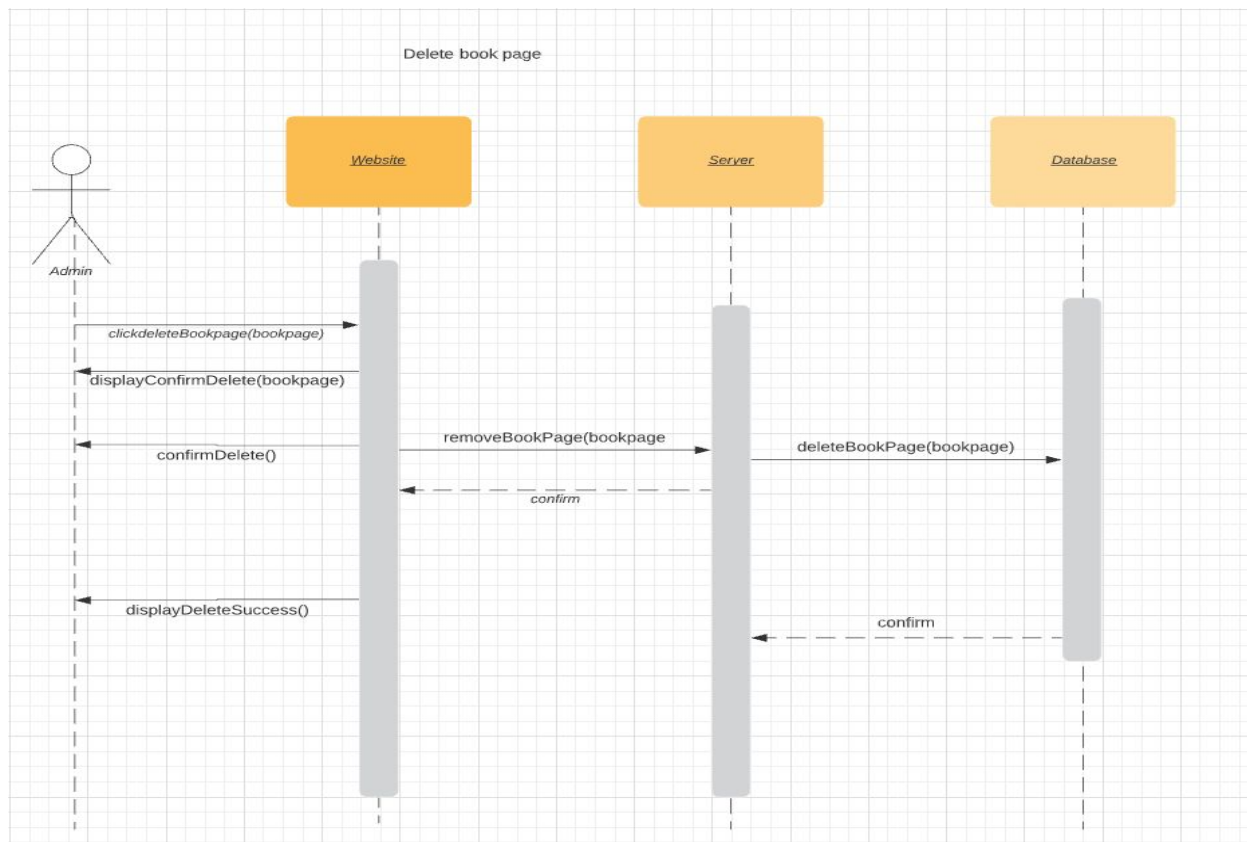 Delete book page
Website
Server
Database
Admin
clickdeleteBookpage(bookpage)
displayConfirmDelete(bookpage)
removeBookPage(bookpage
deleteBookPage(bookpage)
confirmDelete()
confirm
displayDeleteSuccess()
confirm